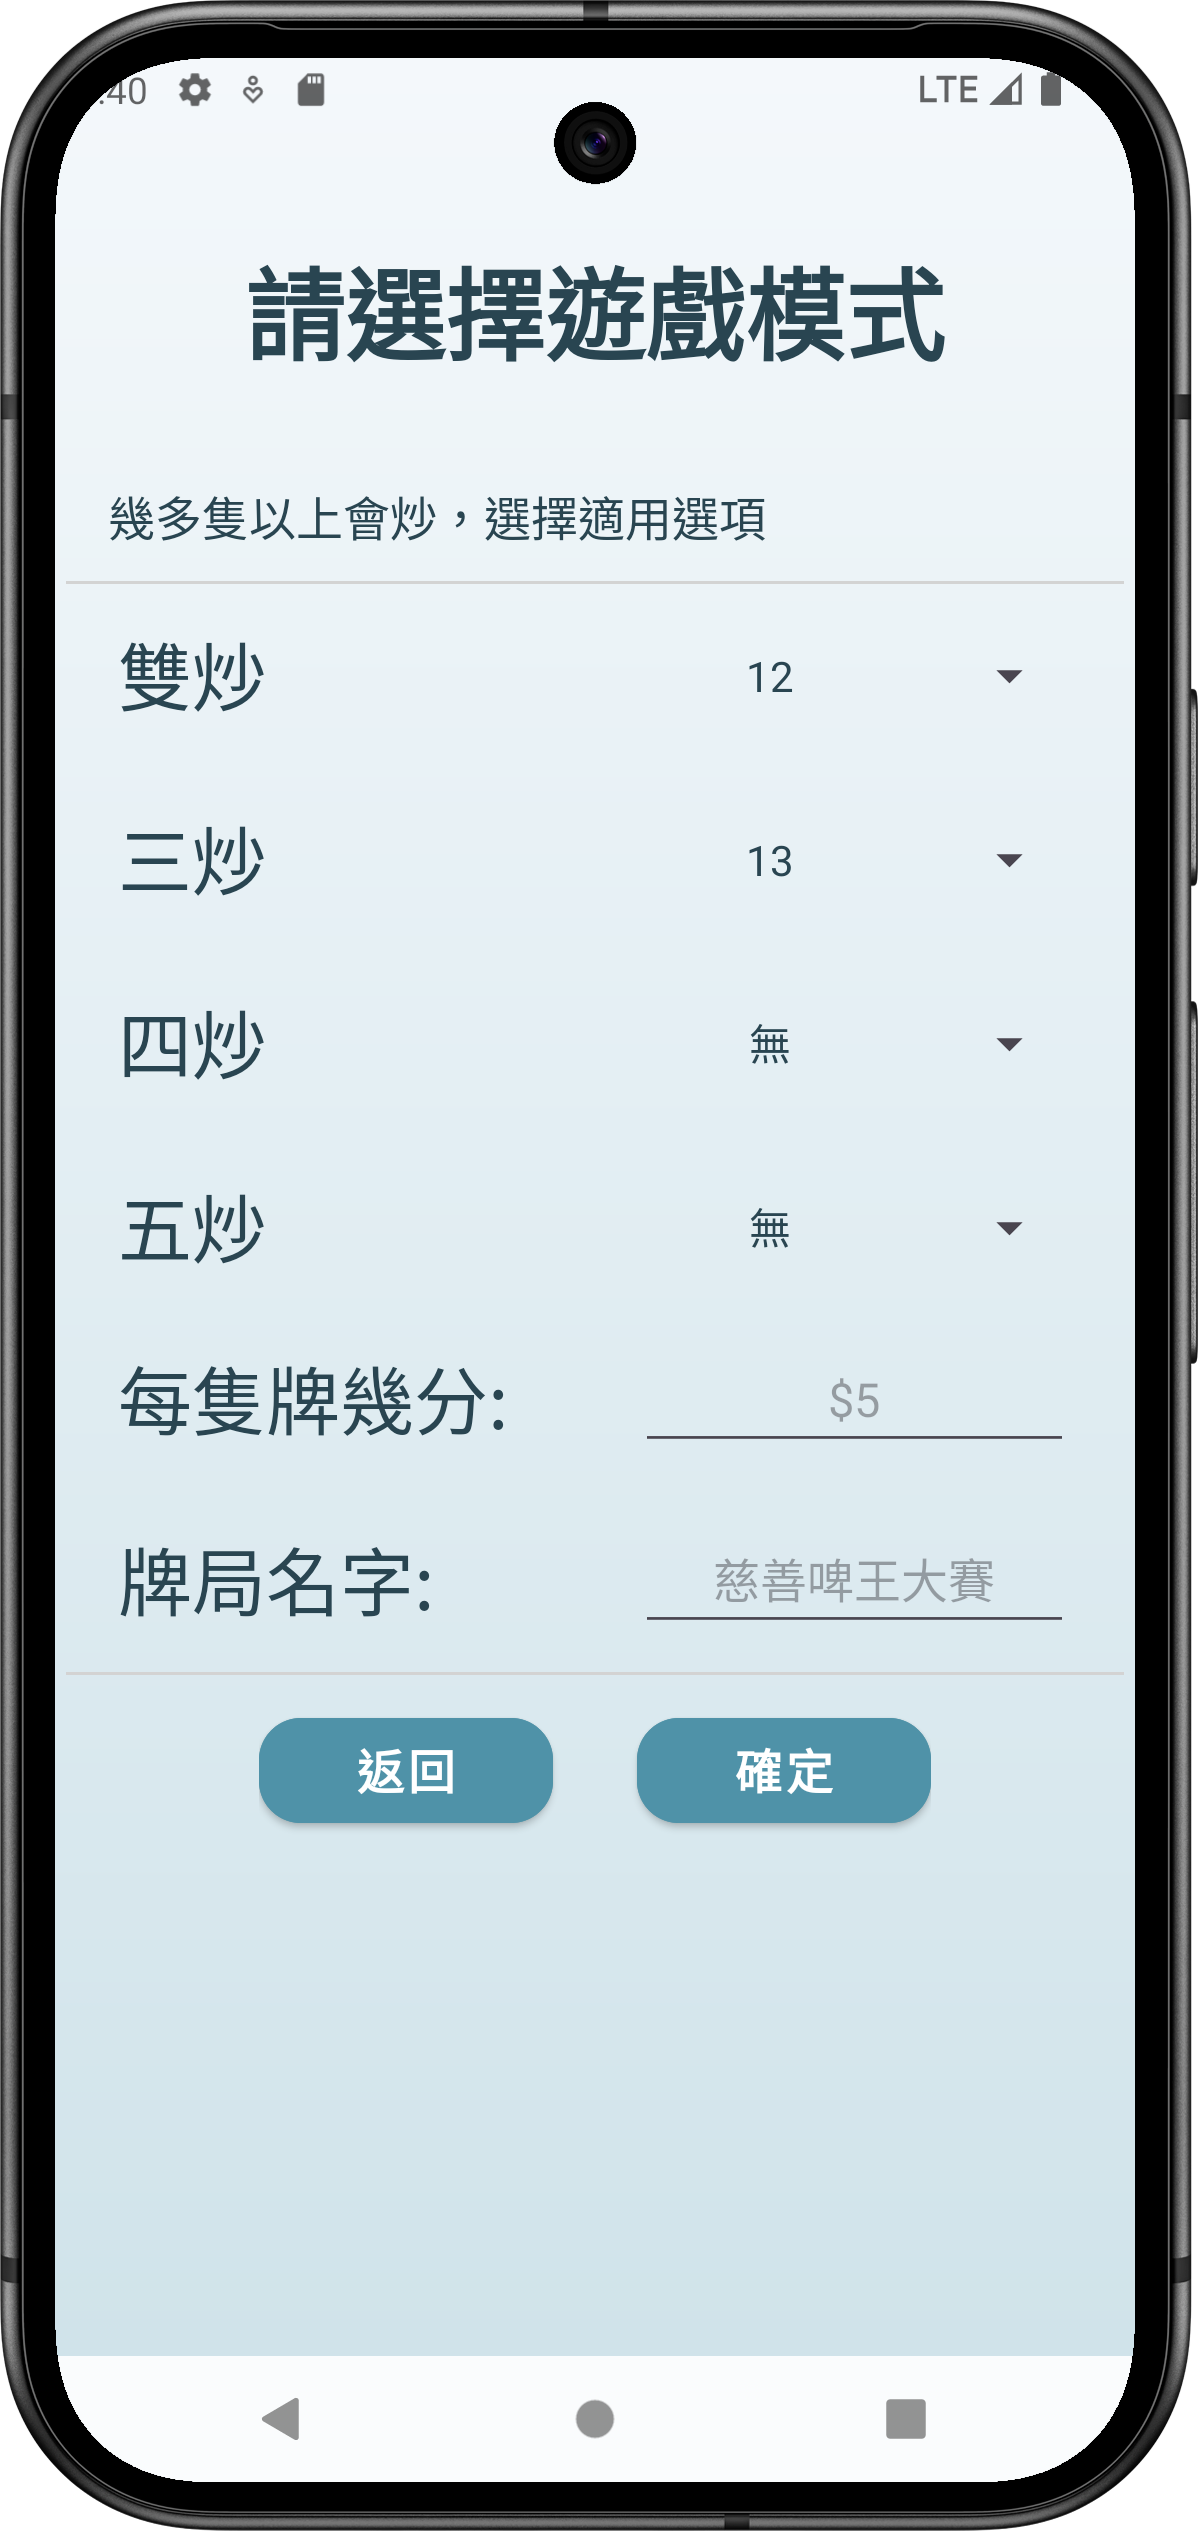 :40
LTE
請選擇遊戲模式
幾多隻以上會炒，選擇適用選項
雙炒 12
三炒 13
四炒 無
五炒 無
每隻牌幾分: $5
牌局名字: 慈善啤王大賽
返回 確定